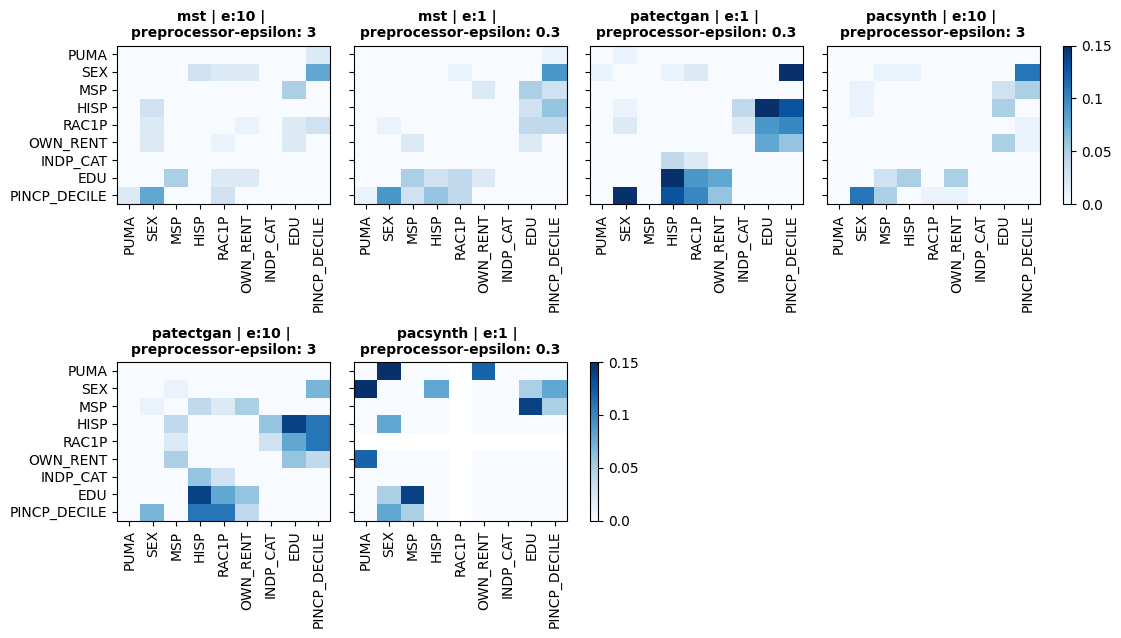 mst | e:10 |
preprocessor-epsilon: 3
mst | e:1 |
preprocessor-epsilon: 0.3
patectgan | e:1 |
preprocessor-epsilon: 0.3
pacsynth | e:10 |
preprocessor-epsilon: 3
PUMA
SEX
MSP
HISP
RAC1P
OWN_RENT
INDP_CAT
EDU
PINCP_DECILE
0.15
0.1
0.05
0.0
PUMA
SEX
MSP
HISP
RAC1P
OWN_RENT
INDP_CAT
EDU
PINCP_DECILE
PUMA
SEX
MSP
HISP
RAC1P
OWN_RENT
INDP_CAT
EDU
PINCP_DECILE
PUMA
SEX
MSP
HISP
RAC1P
OWN_RENT
INDP_CAT
EDU
PINCP_DECILE
PUMA
SEX
MSP
HISP
RAC1P
OWN_RENT
INDP_CAT
EDU
PINCP_DECILE
patectgan | e:10 |
preprocessor-epsilon: 3
pacsynth | e:1 |
preprocessor-epsilon: 0.3
PUMA
SEX
MSP
HISP
RAC1P
OWN_RENT
INDP_CAT
EDU
PINCP_DECILE
0.15
0.1
0.05
0.0
PUMA
SEX
MSP
HISP
RAC1P
OWN_RENT
INDP_CAT
EDU
PINCP_DECILE
PUMA
SEX
MSP
HISP
RAC1P
OWN_RENT
INDP_CAT
EDU
PINCP_DECILE